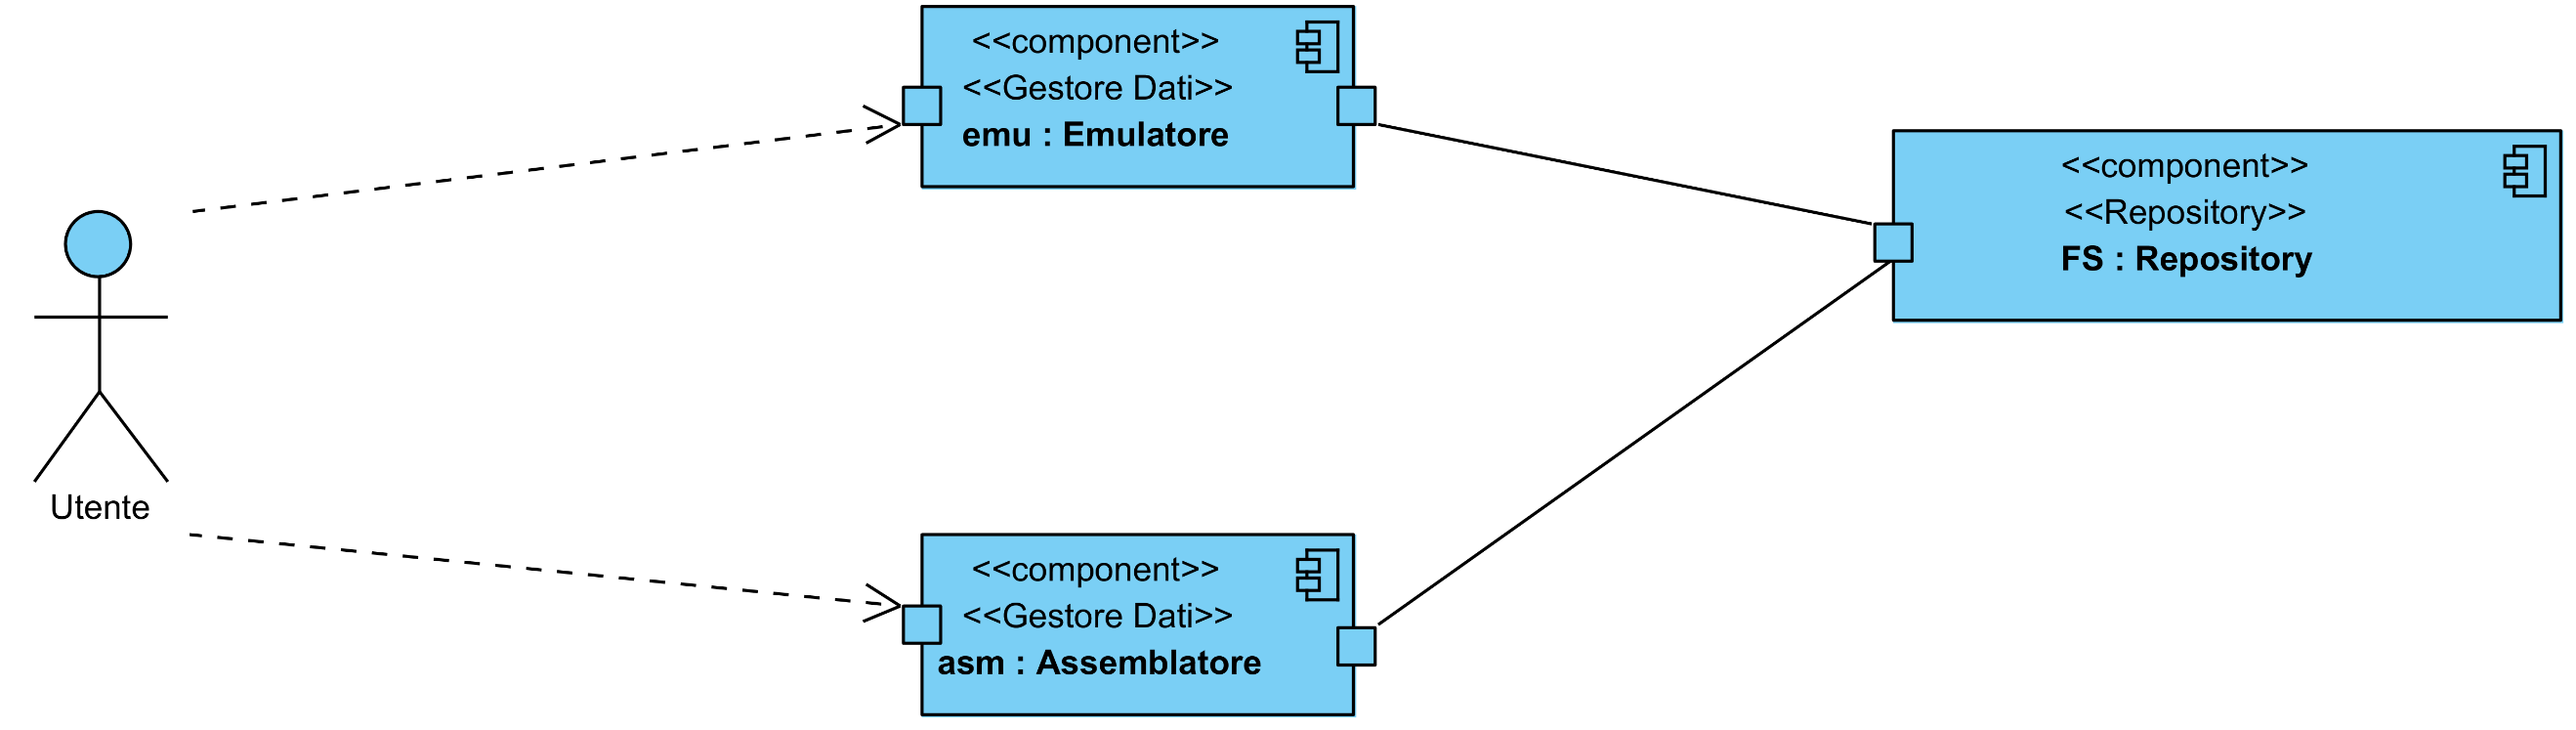 <<component>>
<<Gestore Dati>>
emu : Emulatore
<<component>>
<<Repository>>
FS : Repository
Utente
<<component>>
<<Gestore Dati>>
asm : Assemblatore